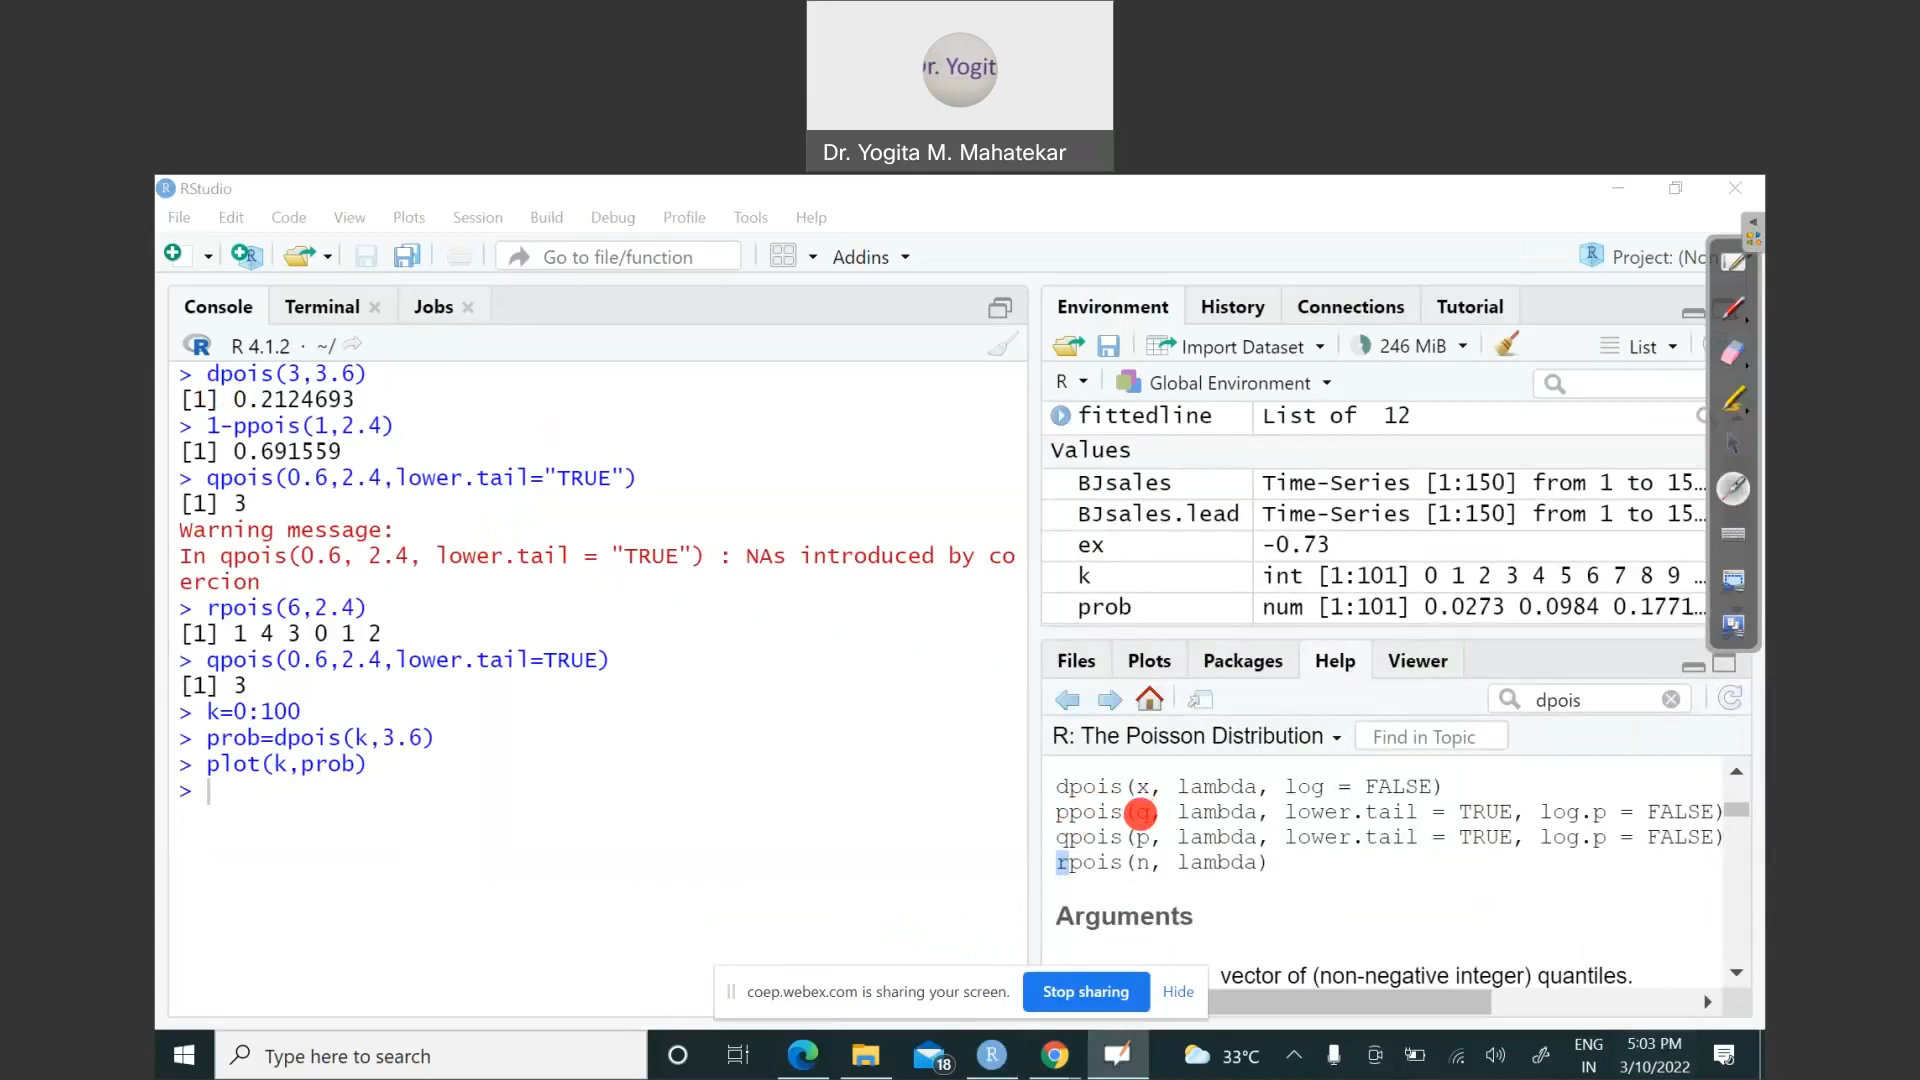 r. Yogit
Dr. Yogita M. Mahatekar
RStudio
File Edit Code View Plots Session Build Debug Profile Tools Help
Go to file/function Addins Project: (Non
Console Terminal Jobs
R 4.1.2 · ~/
> dpois(3,3.6)
[1] 0.2124693
> 1-ppois(1,2.4)
[1] 0.691559
> qpois(0.6,2.4,lower.tail="TRUE")
[1] 3
Warning message:
In qpois(0.6, 2.4, lower.tail = "TRUE") : NAs introduced by co
ercion
> rpois(6,2.4)
[1] 1 4 3 0 1 2
> qpois(0.6,2.4,lower.tail=TRUE)
[1] 3
> k=0:100
> prob=dpois(k,3.6)
> plot(k,prob)
>
Environment History Connections Tutorial
Import Dataset 246 MiB List
R Global Environment
fittedline List of 12
Values
BJsales Time-Series [1:150] from 1 to 15…
BJsales.lead Time-Series [1:150] from 1 to 15…
ex -0.73
k int [1:101] 0 1 2 3 4 5 6 7 8 9 …
prob num [1:101] 0.0273 0.0984 0.1771…
Files Plots Packages Help Viewer
dpois
R: The Poisson Distribution Find in Topic
dpois(x, lambda, log = FALSE)
ppois(q, lambda, lower.tail = TRUE, log.p = FALSE)
qpois(p, lambda, lower.tail = TRUE, log.p = FALSE)
rpois(n, lambda)
Arguments
vector of (non-negative integer) quantiles.
coep.webex.com is sharing your screen. Stop sharing Hide
Type here to search
18
33°C
ENG
IN
5:03 PM
3/10/2022